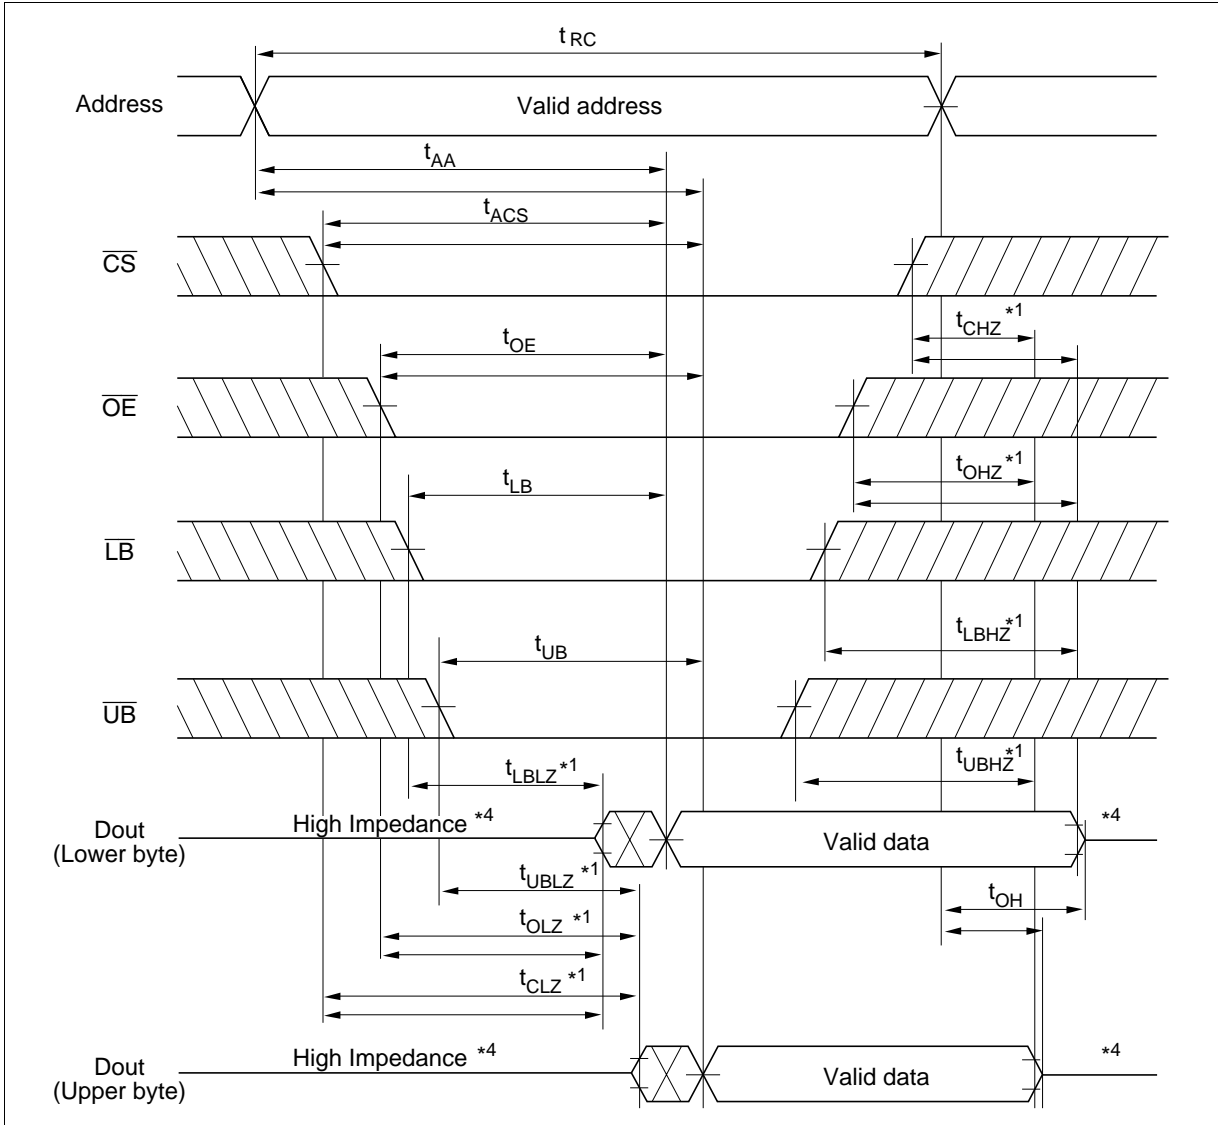 tRC
Address Valid address
tAA
tACS
CS
tCHZ *1
tOE
OE
tOHZ *1
tLB
LB
tLBHZ *1
tUB
UB
tUBHZ *1
tLBLZ *1
Dout
(Lower byte)
High Impedance *4
Valid data
*4
tUBLZ *1
tOH
tOLZ *1
tCLZ *1
Dout
(Upper byte)
High Impedance *4
Valid data
*4